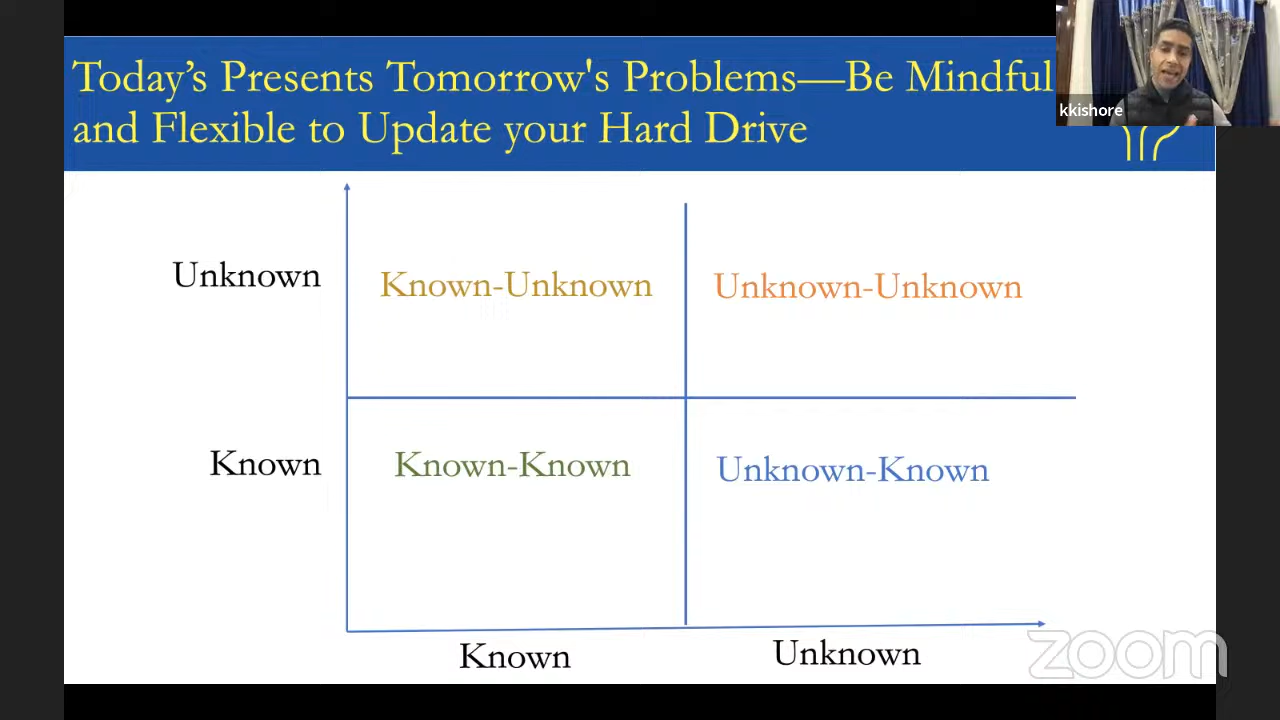 Today's Presents Tomorrow's Problems—Be Mindful
and Flexible to Update your Hard Drive
kkishore
Unknown
Known-Unknown
Unknown-Unknown
Known
Known-Known
Unknown-Known
Known
Unknown
zoom